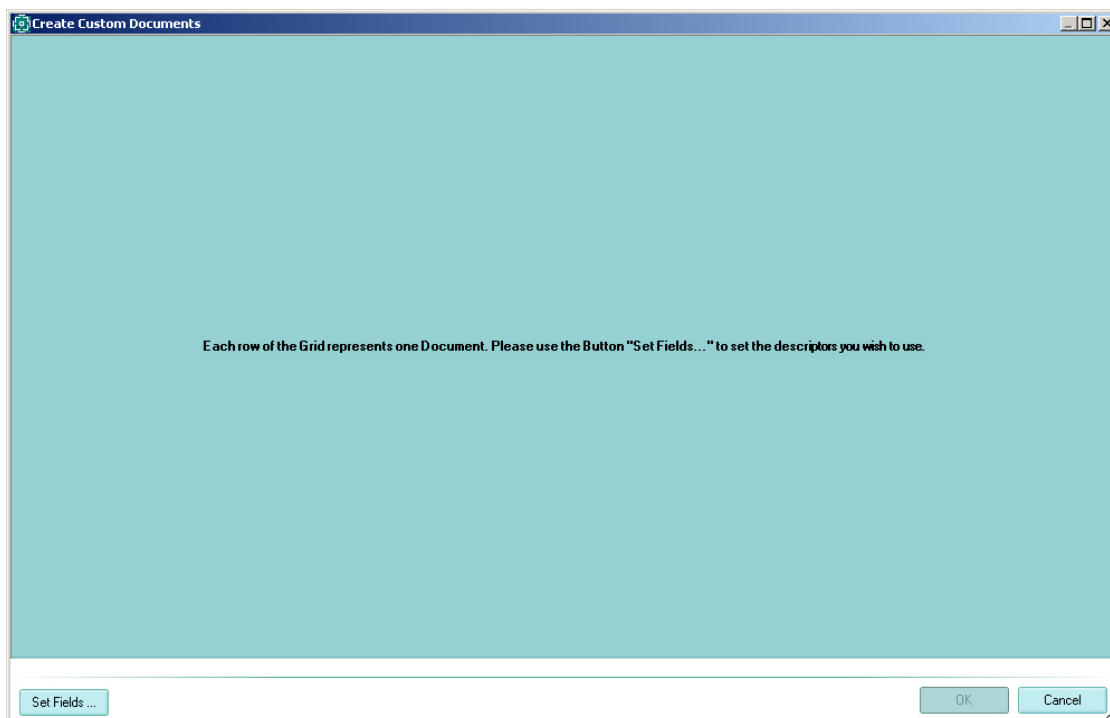 Create Custom Documents
Each row of the Grid represents one Document. Please use the Button "Set Fields..." to set the descriptors you wish to use.
Set Fields ...
OK
Cancel